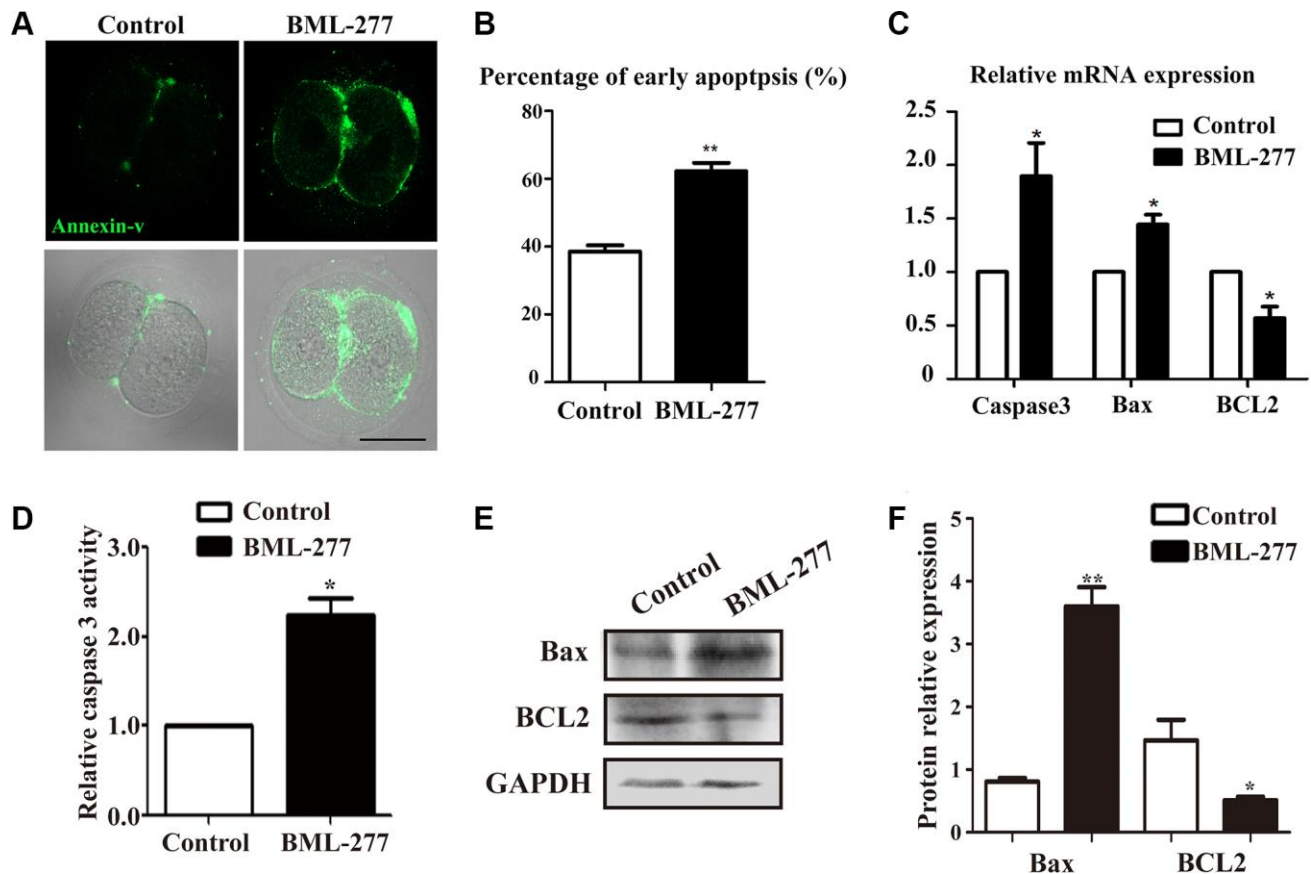 A
Control
BML-277
Annexin-v
B
Percentage of early apoptpsis (%)
80
60
40
20
0
**
Control BML-277
C
Relative mRNA expression
2.5
2.0
1.5
1.0
0.5
0
Control
BML-277
*
*
*
Caspase3 Bax BCL2
D
Relative caspase 3 activity
Control
BML-277
3.0
2.0
1.0
0.0
*
Control BML-277
E
Control BML-277
Bax
BCL2
GAPDH
F
Protein relative expression
5
4
3
2
1
0
Control
BML-277
**
*
Bax BCL2